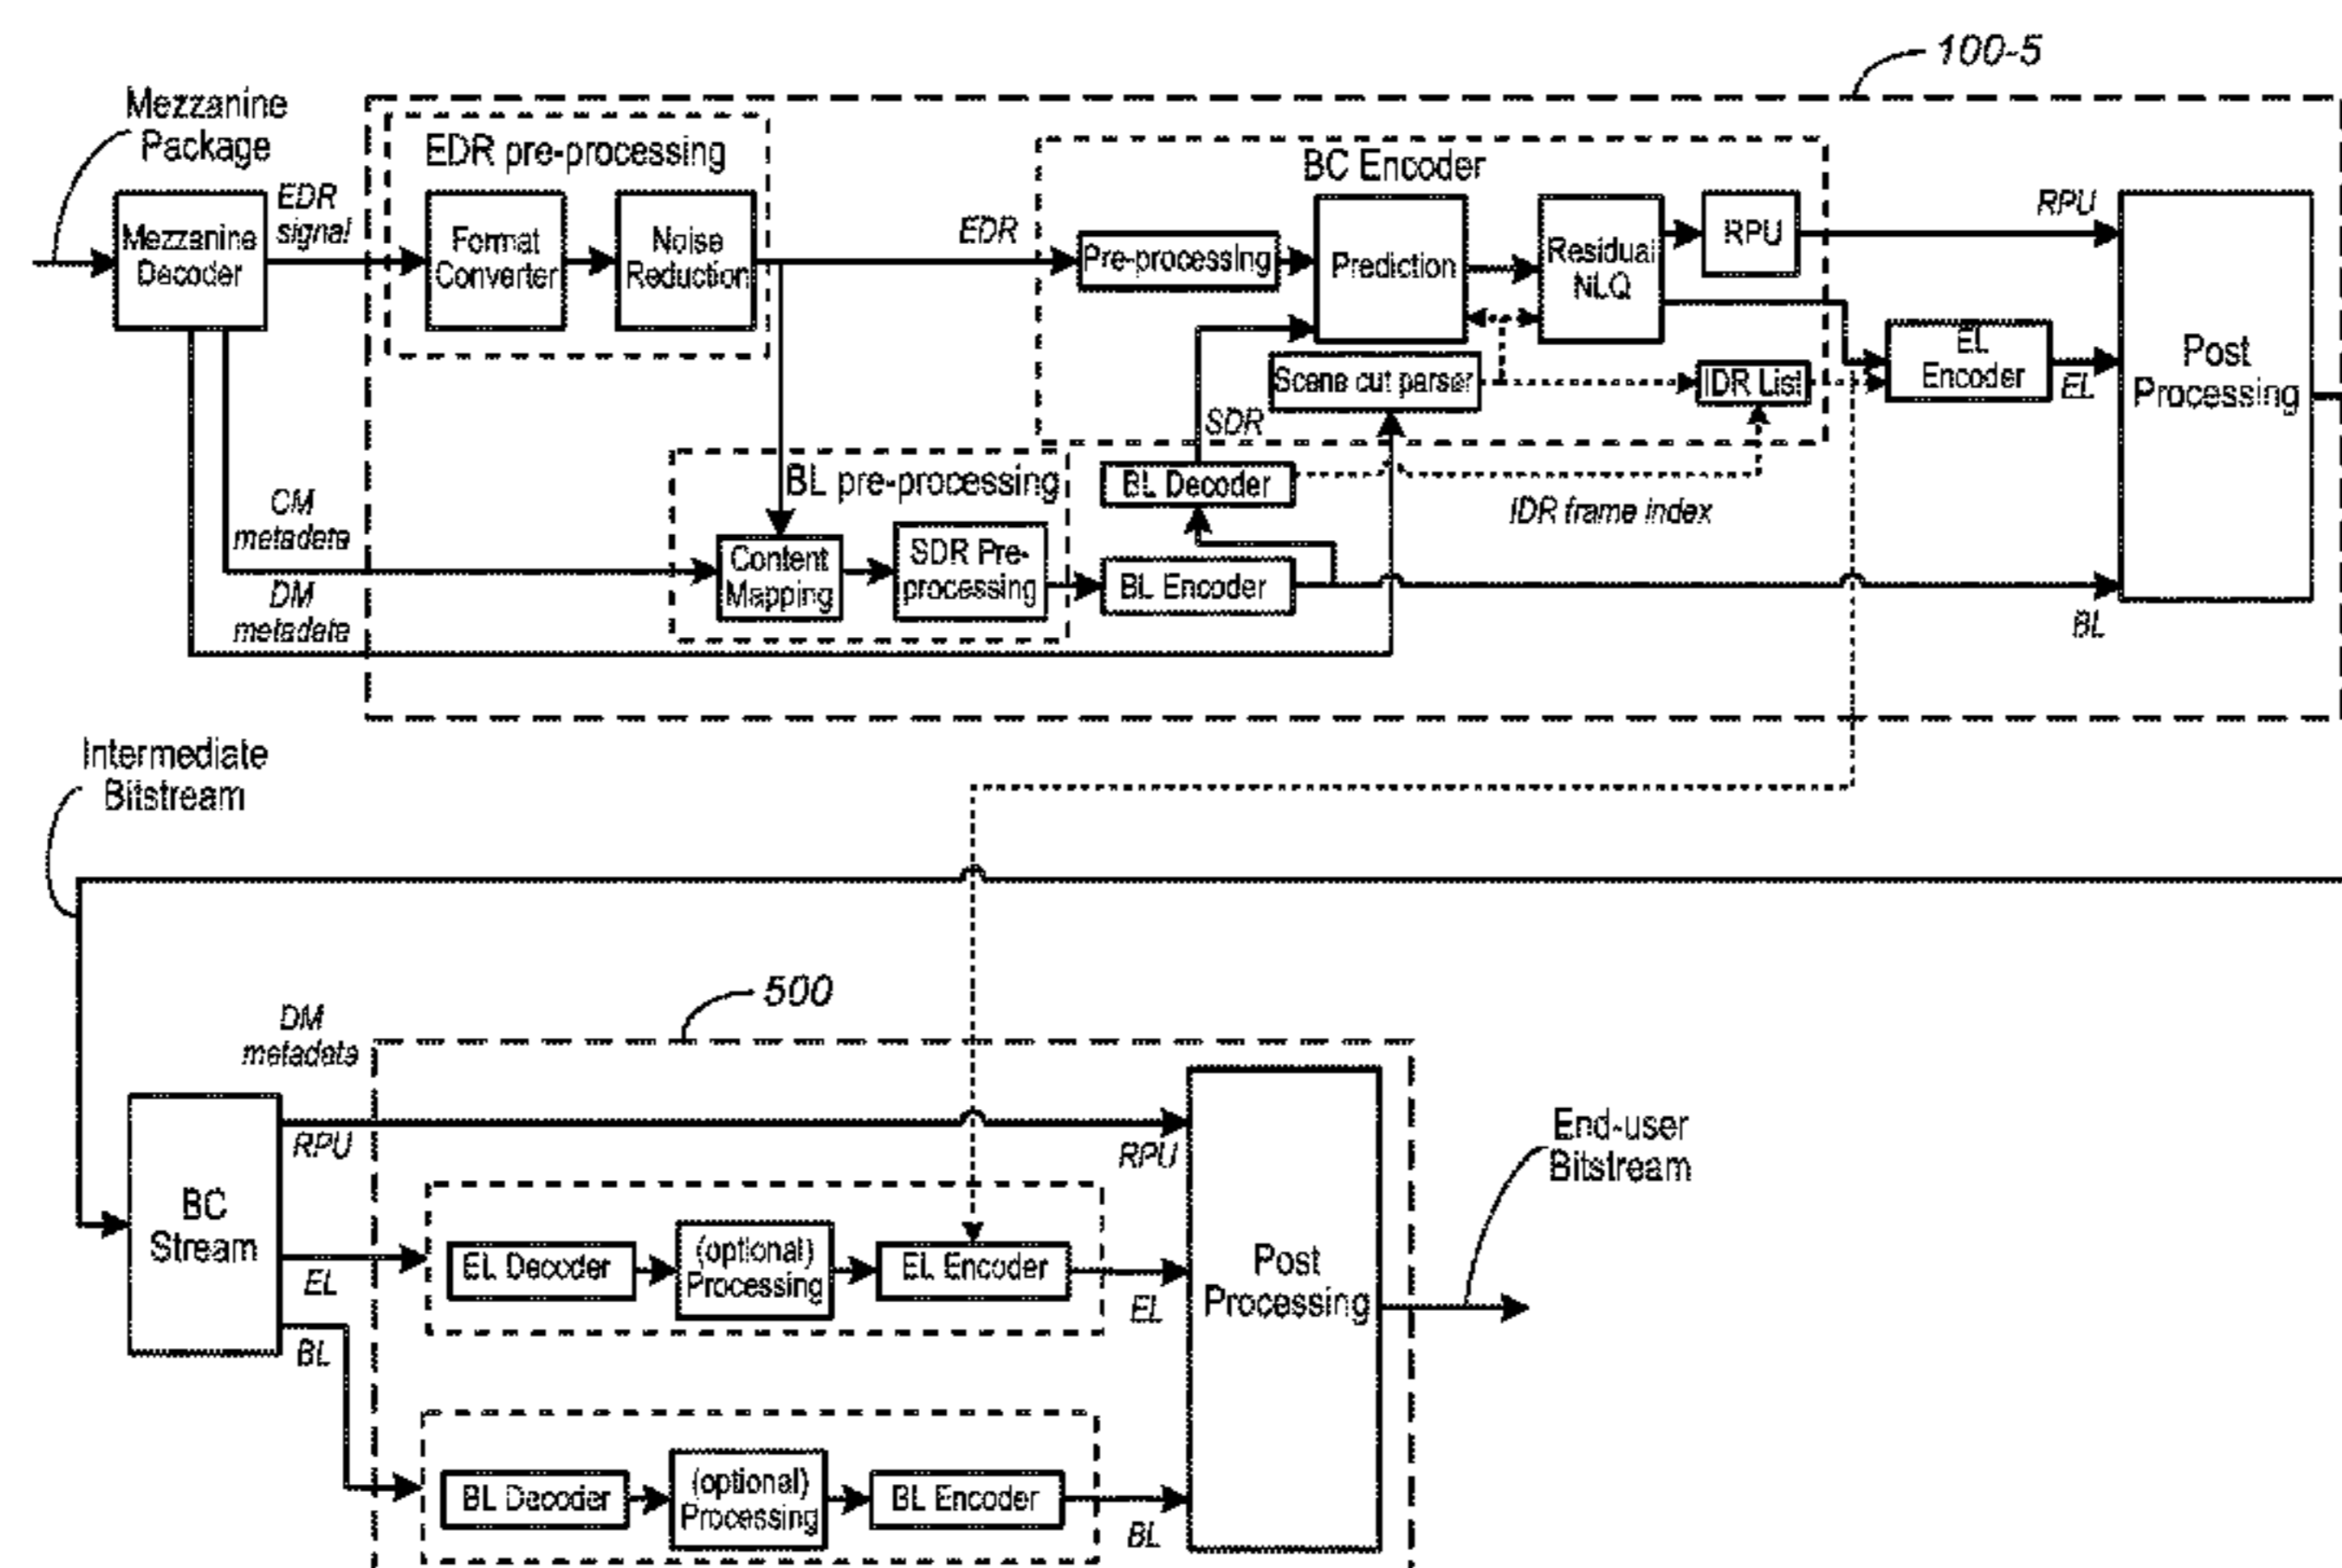 100-5
Mezzanine
Package
EDR pre-processing
BC Encoder
EDR
signal
Mezzanine
Decoder
Format
Converter
Noise
Reduction
EDR
Pre-processing
Prediction
Residual
NLQ
RPU
RPU
Post
Processing
EL
Encoder
EL
Scene cut parser
IDR List
SDR
BL pre-processing
BL Decoder
IDR frame index
CM
metadata
Content
Mapping
SDR Pre-
processing
BL Encoder
DM
metadata
BL
Intermediate
Bitstream
500
DM
metadata
RPU
RPU
End-user
Bitstream
BC
Stream
EL
EL Decoder
(optional)
Processing
EL Encoder
EL
Post
Processing
BL
BL Decoder
(optional)
Processing
BL Encoder
BL